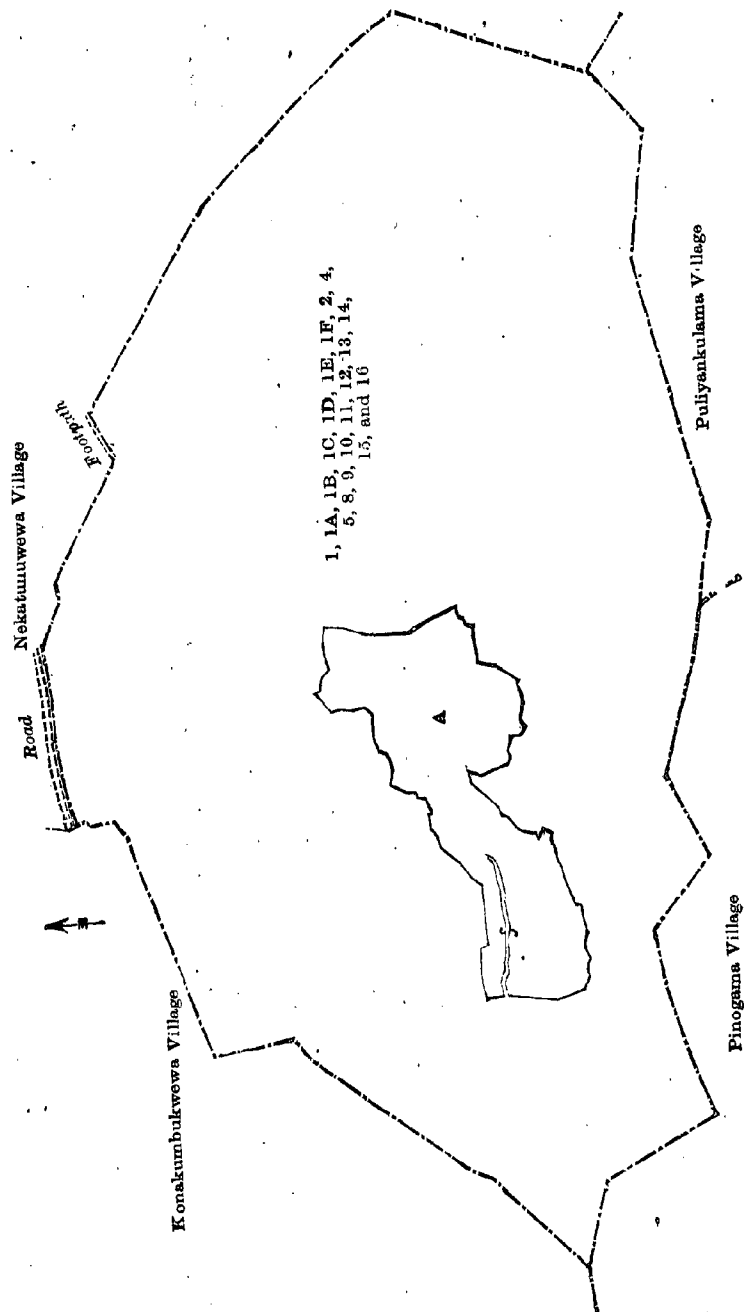 Nekatunuwewa Village
Road
Footpath
Konakumbukwewa Village
1, 1A, 1B, 1C, 1D, 1E, 1F, 2, 4,
5, 8, 9, 10, 11, 12, 13, 14,
15, and 16
A
Puliyankulama Village
Pinogama Village